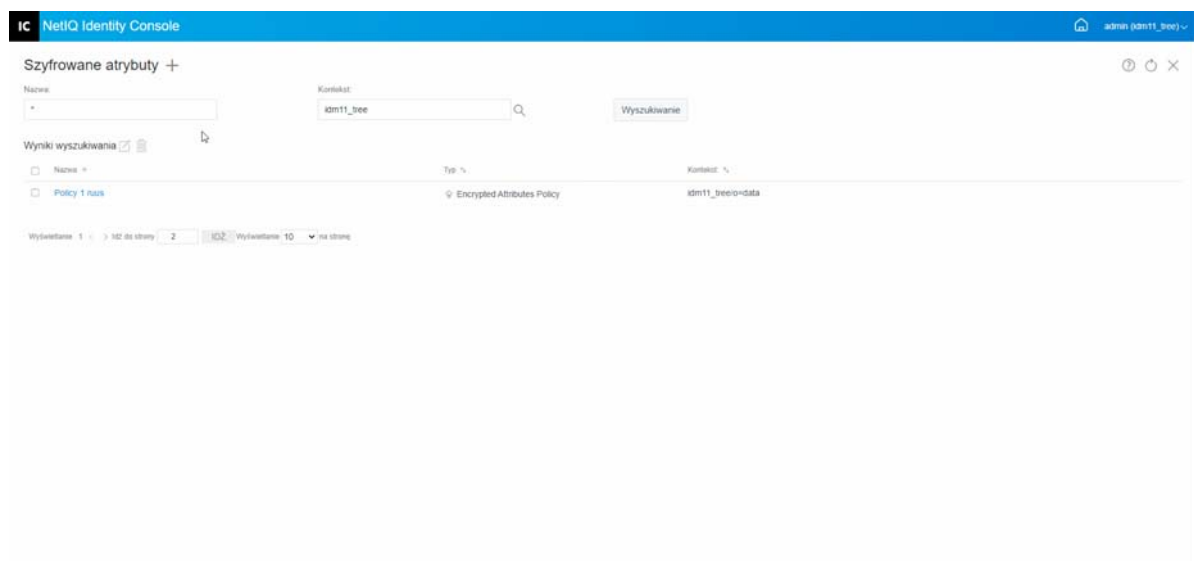 IC NetIQ Identity Console admin (idm11_tree)
Szyfrowane atrybuty
Nazwa: Kontekst:
* idm11_tree Wyszukiwanie
Wyniki wyszukiwania
Nazwa Typ Kontekst
Policy 1 Encrypted Attributes Policy idm11_tree/o=data
Wyświetlanie 1 < > Idź do strony 2 IDŹ Wyświetlanie 10 na stronę